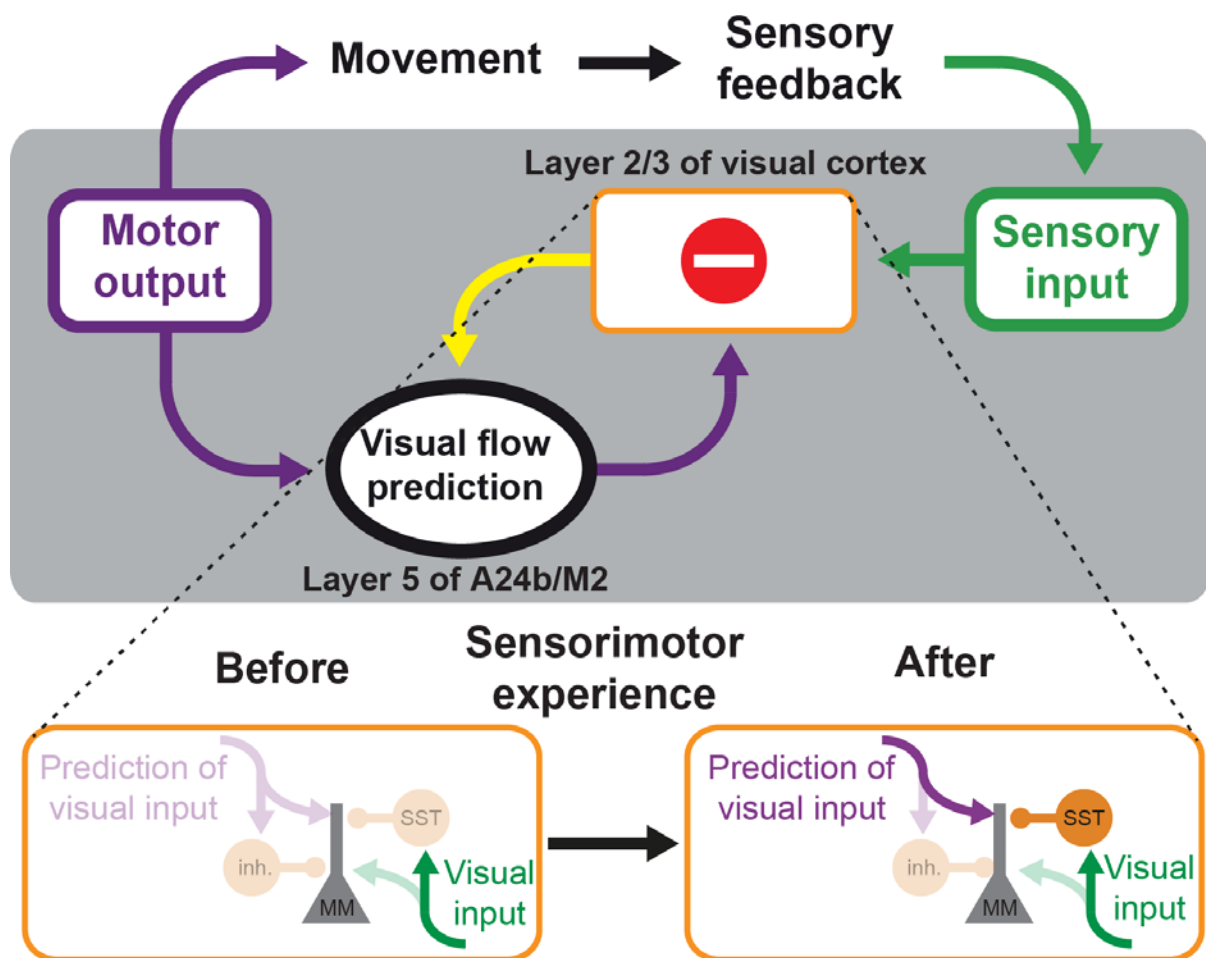 Movement
Sensory
feedback
Layer 2/3 of visual cortex
Motor
output
Sensory
input
Visual flow
prediction
Layer 5 of A24b/M2
Before
Sensorimotor
experience
After
Prediction of
visual input
SST
inh.
MM
Visual
input
Prediction of
visual input
SST
inh.
MM
Visual
input